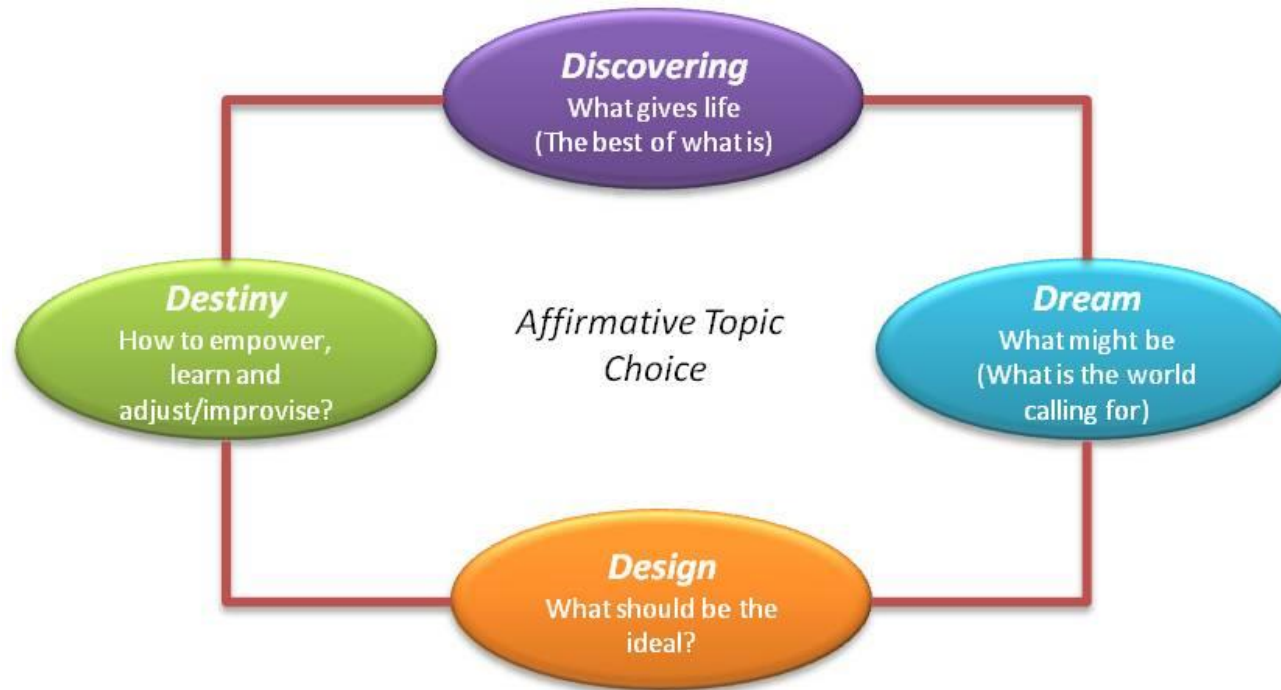 Discovering
What gives life
(The best of what is)
Destiny
How to empower,
learn and
adjust/improvise?
Affirmative Topic
Choice
Dream
What might be
(What is the world
calling for)
Design
What should be the
ideal?